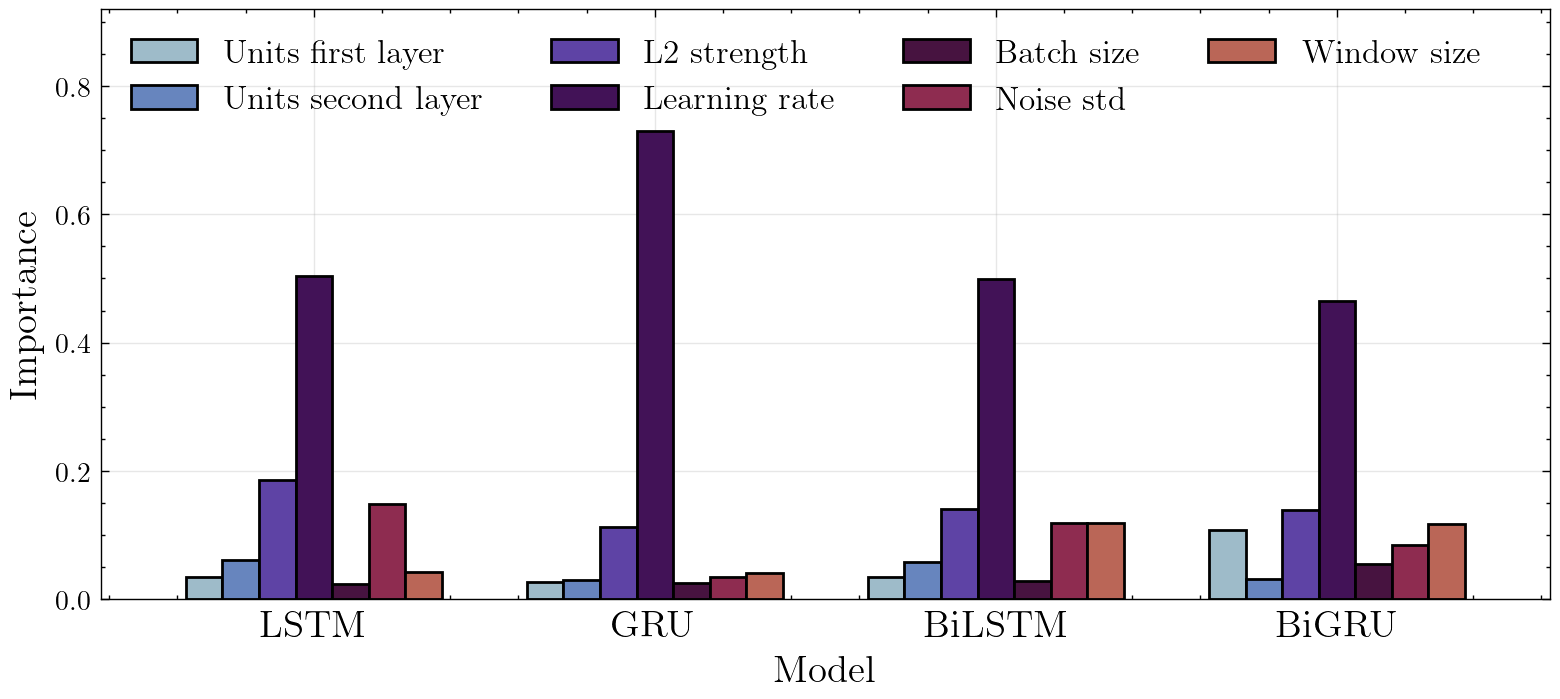 Units first layer
Units second layer
L2 strength
Learning rate
Batch size
Noise std
Window size
Importance
0.8
0.6
0.4
0.2
0.0
LSTM GRU BiLSTM BiGRU
Model